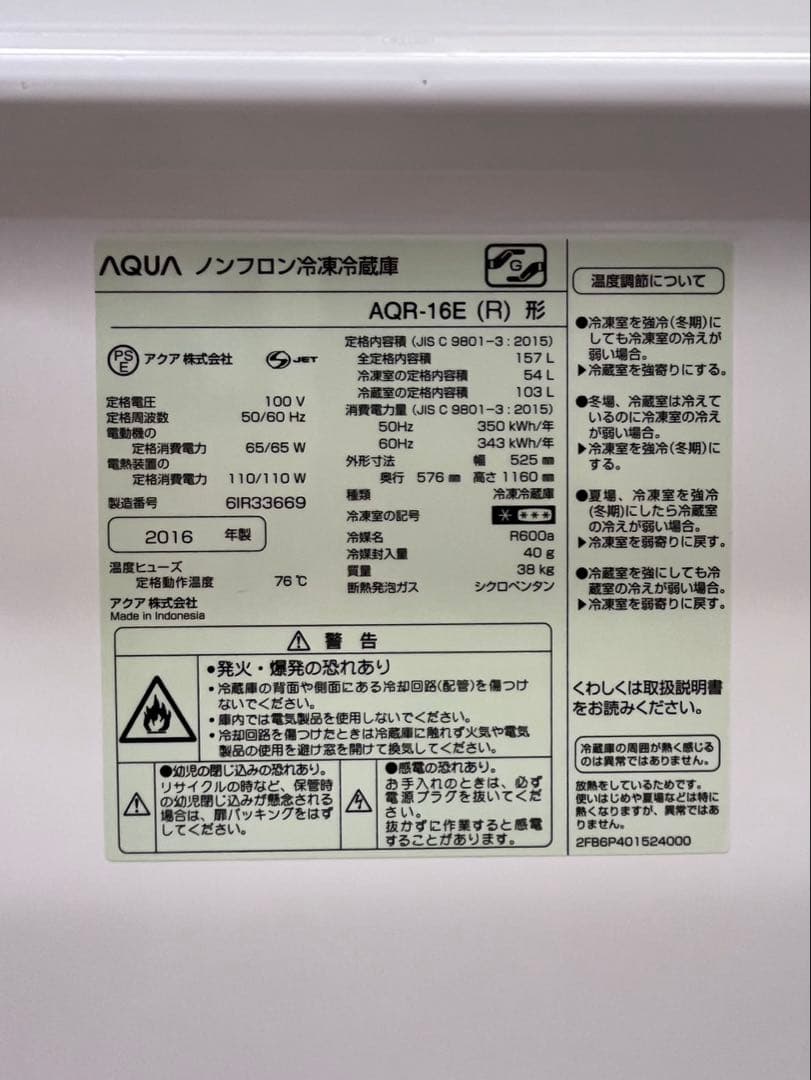 AQUA ノンフロン冷凍冷蔵庫
G
AQR-16E (R) 形
PS
E
アクア 株式会社
S JET
定格電圧 100 V
定格周波数 50/60 Hz
電動機の
定格消費電力 65/65 W
電熱装置の
定格消費電力 110/110 W
製造番号 6IR33669
2016 年製
温度ヒューズ
定格動作温度 76 ℃
アクア 株式会社
Made in Indonesia
定格内容積 (JIS C 9801-3 : 2015)
全定格内容積 157 L
冷凍室の定格内容積 54 L
冷蔵室の定格内容積 103 L
消費電力量 (JIS C 9801-3 : 2015)
50Hz 350 kWh/年
60Hz 343 kWh/年
外形寸法 幅 525 ㎜
奥行 576 ㎜ 高さ 1160 ㎜
種類 冷凍冷蔵庫
冷凍室の記号 * ***
冷媒名 R600a
冷媒封入量 40 g
質量 38 kg
断熱発泡ガス シクロペンタン
警 告
•発火・爆発の恐れあり
・冷蔵庫の背面や側面にある冷却回路(配管)を傷つけ
ないでください。
・庫内では電気製品を使用しないでください。
・冷却回路を傷つけたときは冷蔵庫に触れず火気や電気
製品の使用を避け窓を開けて換気してください。
●幼児の閉じ込みの恐れあり。
リサイクルの時など、保管時
の幼児閉じ込みが懸念される
場合は、扉パッキングをはず
してください。
●感電の恐れあり。
お手入れのときは、必ず
電源プラグを抜いてくだ
さい。
抜かずに作業すると感電
することがあります。
温度調節について
●冷凍室を強冷(冬期)に
しても冷凍室の冷えが
弱い場合。
▶冷蔵室を強寄りにする。
●冬場、冷蔵室は冷えて
いるのに冷凍室の冷え
が弱い場合。
▶冷凍室を強冷(冬期)に
する。
●夏場、冷凍室を強冷
(冬期)にしたら冷蔵室
の冷えが弱い場合。
▶冷凍室を弱寄りに戻す。
●冷蔵室を強にしても冷
蔵室の冷えが弱い場合。
▶冷凍室を弱寄りに戻す。
くわしくは取扱説明書
をお読みください。
冷蔵庫の周囲が熱く感じる
のは異常ではありません。
放熱をしているためです。
使いはじめや夏場などは特に
熱くなりますが、異常ではあ
りません。
2FB6P401524000